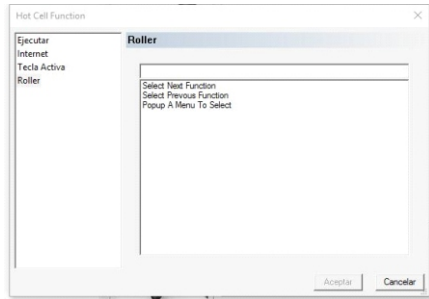 Hot Cell Function
Ejecutar
Internet
Tecla Activa
Roller
Roller
Select Next Function
Select Prevous Function
Popup A Menu To Select
Aceptar
Cancelar